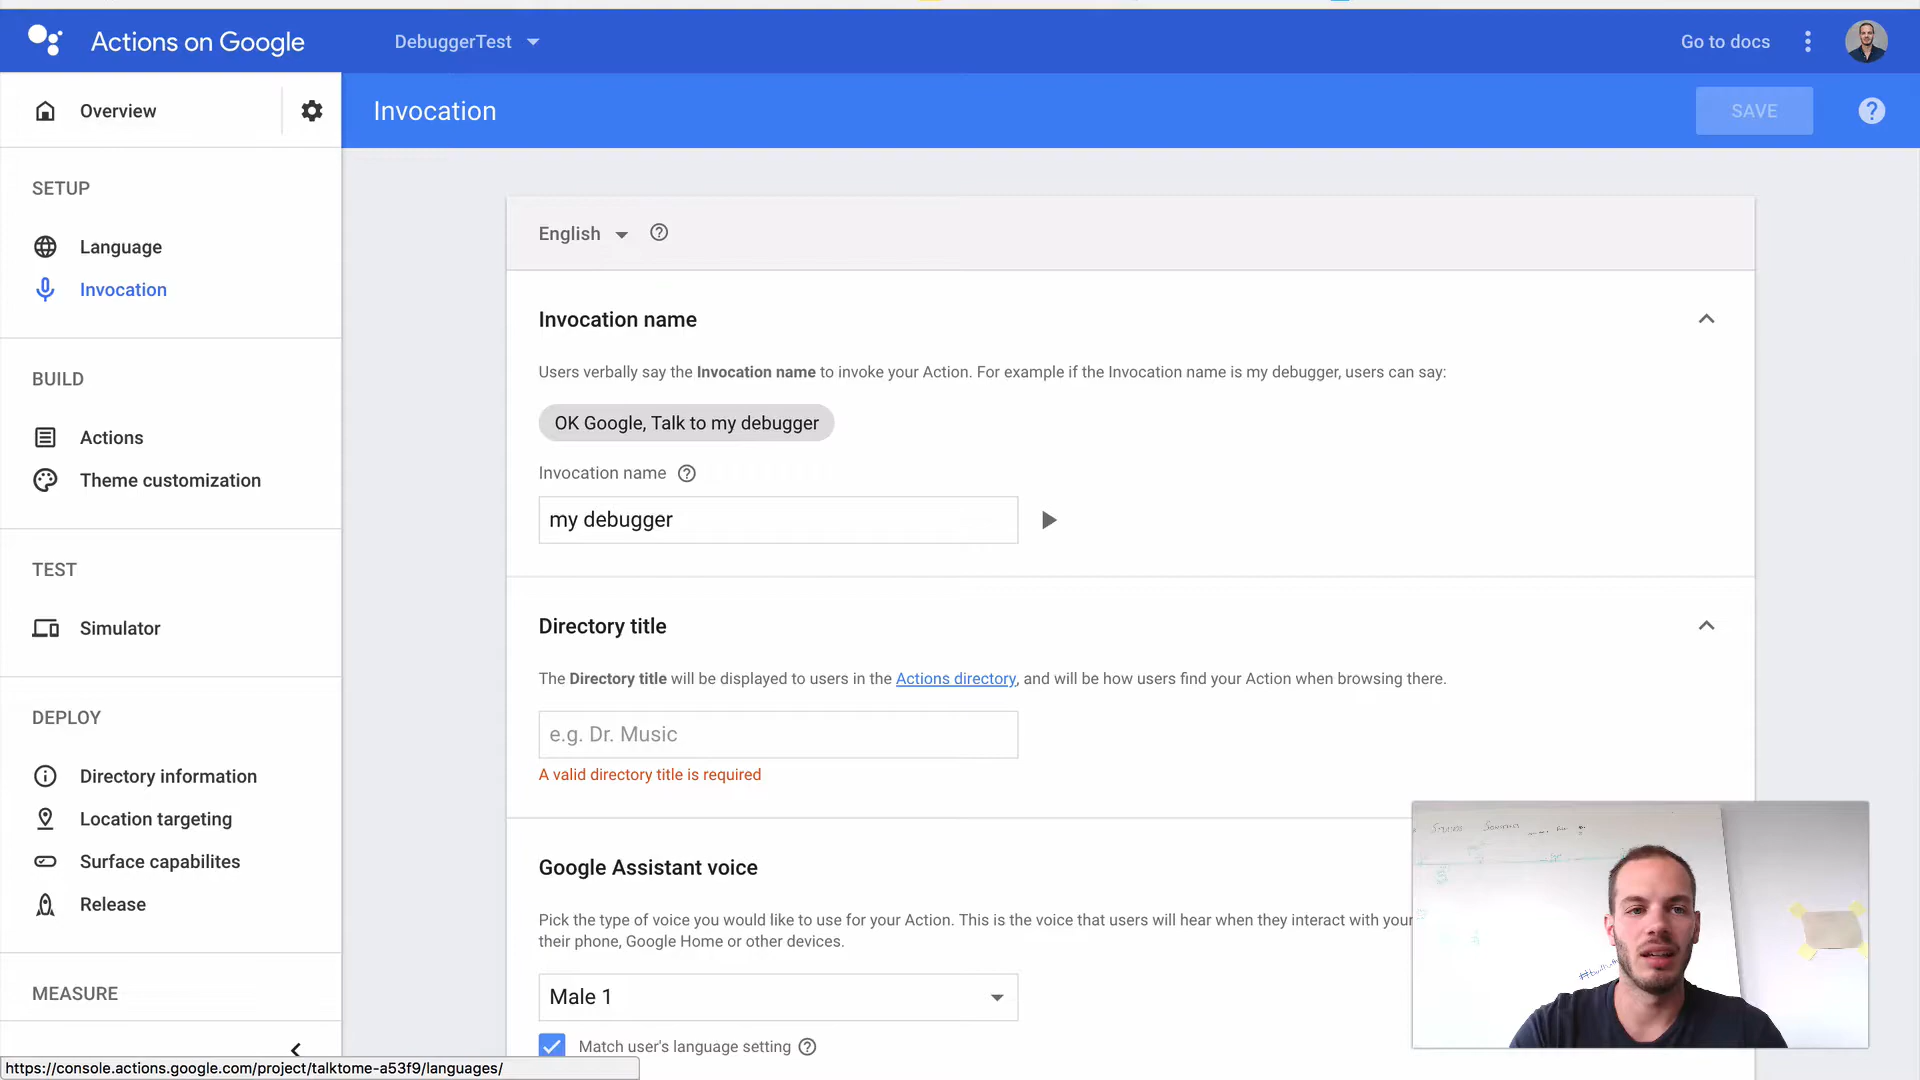 Actions on Google
DebuggerTest
Go to docs
Overview
Invocation
SAVE
SETUP
Language
Invocation
BUILD
Actions
Theme customization
TEST
Simulator
DEPLOY
Directory information
Location targeting
Surface capabilites
Release
MEASURE
English
Invocation name
Users verbally say the Invocation name to invoke your Action. For example if the Invocation name is my debugger, users can say:
OK Google, Talk to my debugger
Invocation name
my debugger
Directory title
The Directory title will be displayed to users in the Actions directory, and will be how users find your Action when browsing there.
e.g. Dr. Music
A valid directory title is required
Google Assistant voice
Pick the type of voice you would like to use for your Action. This is the voice that users will hear when they interact with your
their phone, Google Home or other devices.
Male 1
Match user's language setting
https://console.actions.google.com/project/talktome-a53f9/languages/